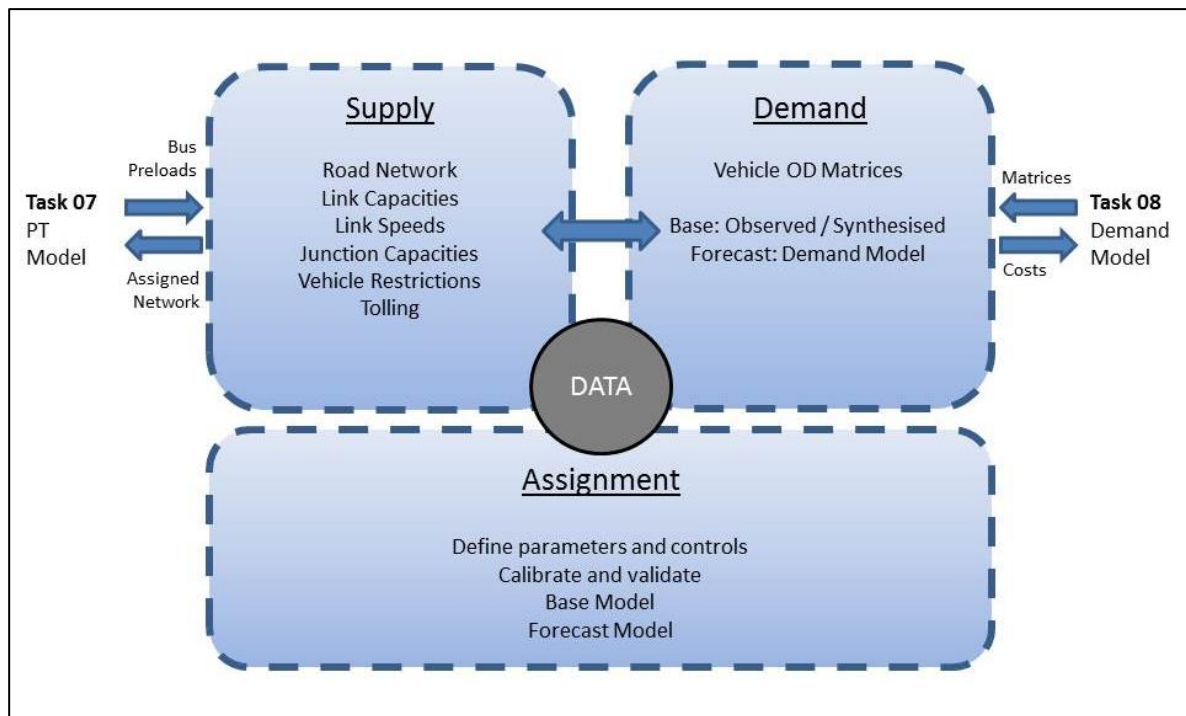 Supply
Road Network
Link Capacities
Link Speeds
Junction Capacities
Vehicle Restrictions
Tolling
Demand
Vehicle OD Matrices
Base: Observed / Synthesised
Forecast: Demand Model
Bus
Preloads
Task 07
PT
Model
Assigned
Network
Matrices
Task 08
Demand
Model
Costs
DATA
Assignment
Define parameters and controls
Calibrate and validate
Base Model
Forecast Model